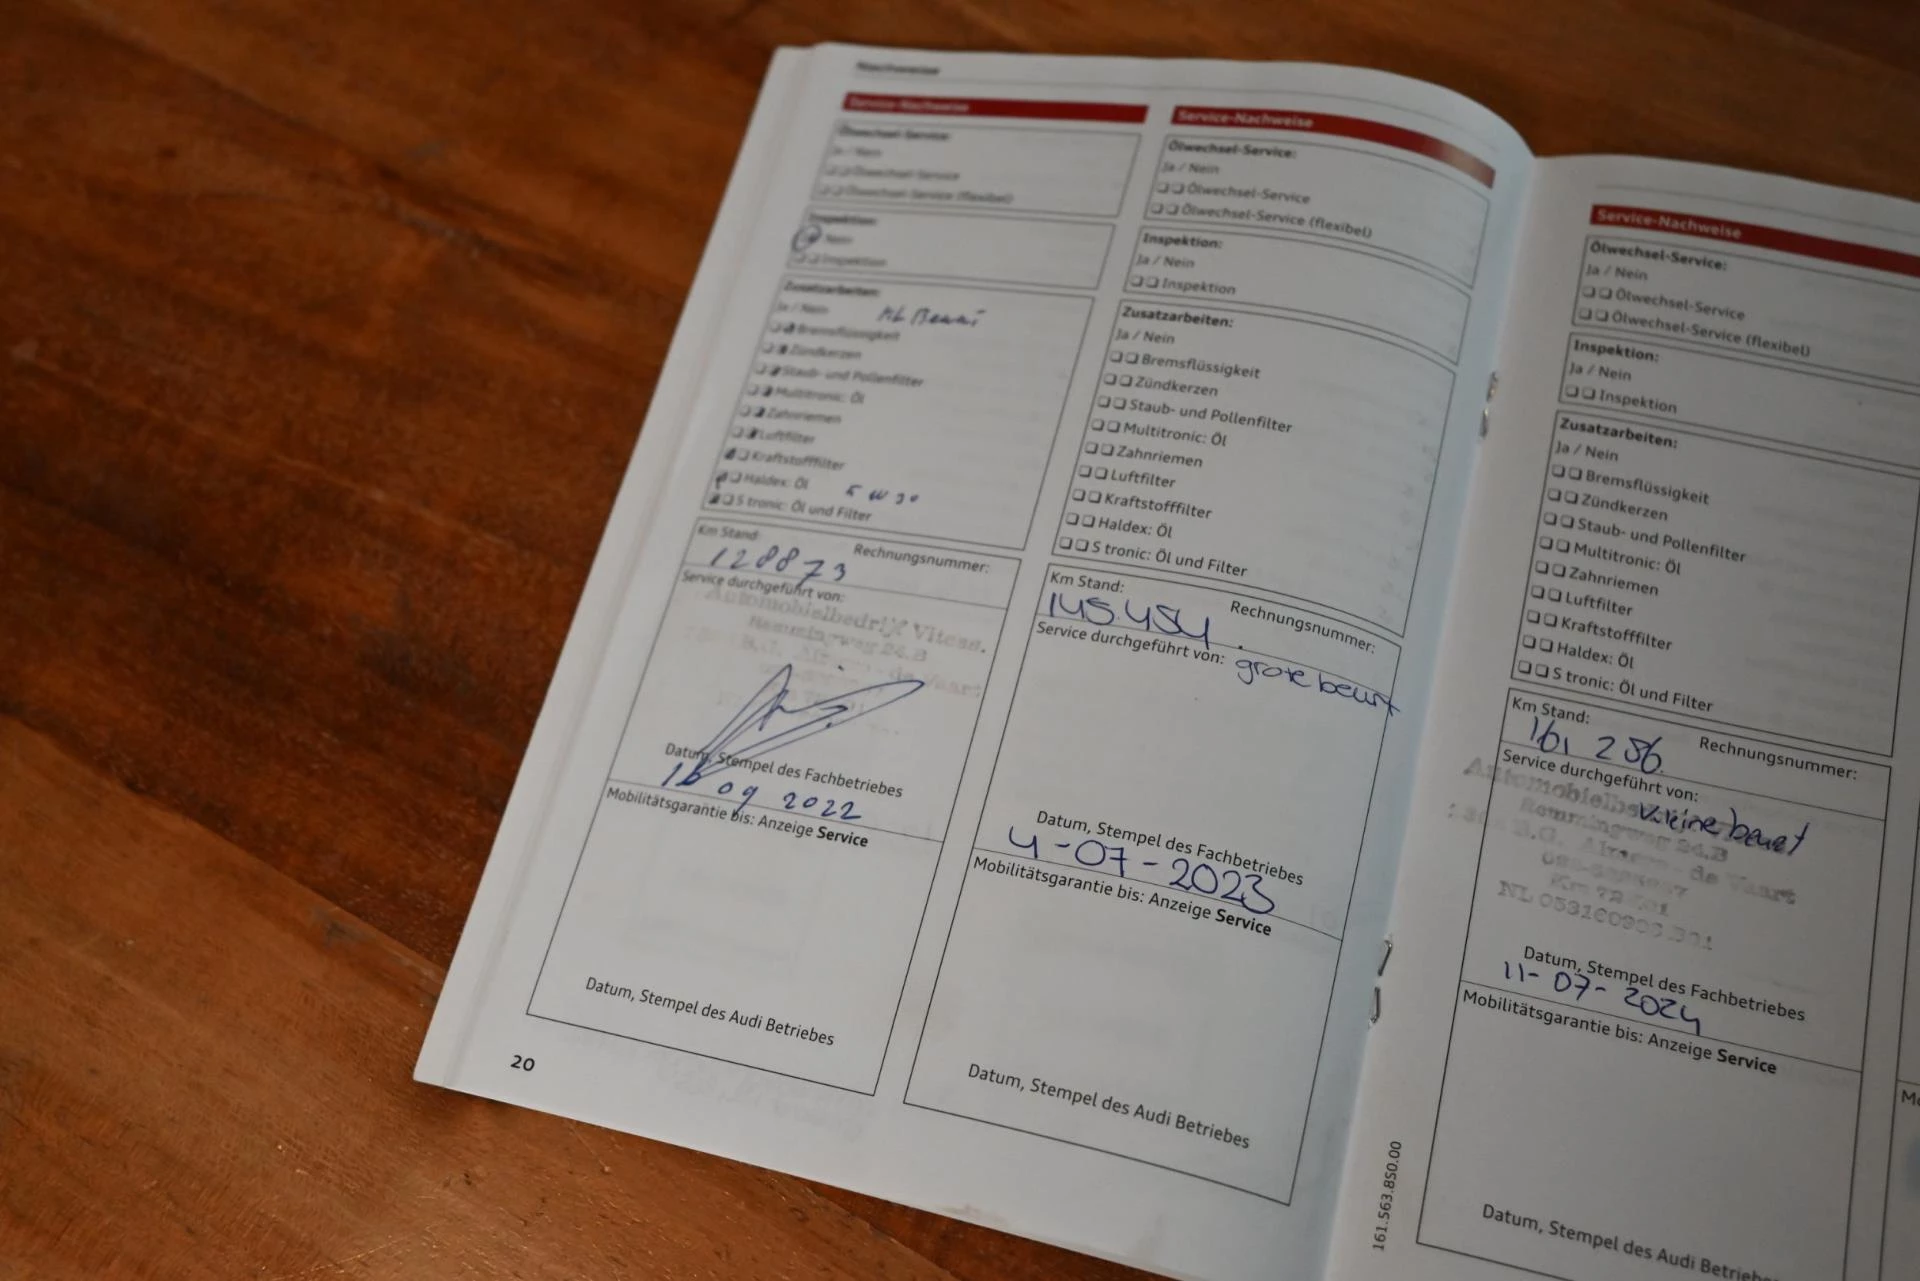 Nachweise
Service-Nachweise
Ölwechsel-Service:
Ja / Nein
Ölwechsel-Service
Ölwechsel-Service (flexibel)
Inspektion:
Nein
Inspektion
Zusatzarbeiten:
Ja / Nein
Bremsflüssigkeit
Zündkerzen
Staub- und Pollenfilter
Multitronic: Öl
Zahnriemen
Luftfilter
Kraftstofffilter
Haldex: Öl
5 W 30
S tronic: Öl und Filter
Km Stand:
Rechnungsnummer:
128873
Service durchgeführt von:
Automobielbedrijf Vitess.
Datum, Stempel des Fachbetriebes
16 09 2022
Mobilitätsgarantie bis: Anzeige Service
Datum, Stempel des Audi Betriebes
20
Service-Nachweise
Ölwechsel-Service:
Ja / Nein
Ölwechsel-Service
Ölwechsel-Service (flexibel)
Inspektion:
Ja / Nein
Inspektion
Zusatzarbeiten:
Ja / Nein
Bremsflüssigkeit
Zündkerzen
Staub- und Pollenfilter
Multitronic: Öl
Zahnriemen
Luftfilter
Kraftstofffilter
Haldex: Öl
S tronic: Öl und Filter
Km Stand:
Rechnungsnummer:
145.454
Service durchgeführt von: grote beurt
Datum, Stempel des Fachbetriebes
4-07-2023
Mobilitätsgarantie bis: Anzeige Service
Datum, Stempel des Audi Betriebes
161.563.8S0.00
Service-Nachweise
Ölwechsel-Service:
Ja / Nein
Ölwechsel-Service
Ölwechsel-Service (flexibel)
Inspektion:
Ja / Nein
Inspektion
Zusatzarbeiten:
Ja / Nein
Bremsflüssigkeit
Zündkerzen
Staub- und Pollenfilter
Multitronic: Öl
Zahnriemen
Luftfilter
Kraftstofffilter
Haldex: Öl
S tronic: Öl und Filter
Km Stand:
Rechnungsnummer:
161 256
Service durchgeführt von:
kleine beurt
de Vaart
Datum, Stempel des Fachbetriebes
11-07-2024
Mobilitätsgarantie bis: Anzeige Service
Datum, Stempel des Audi Betriebes